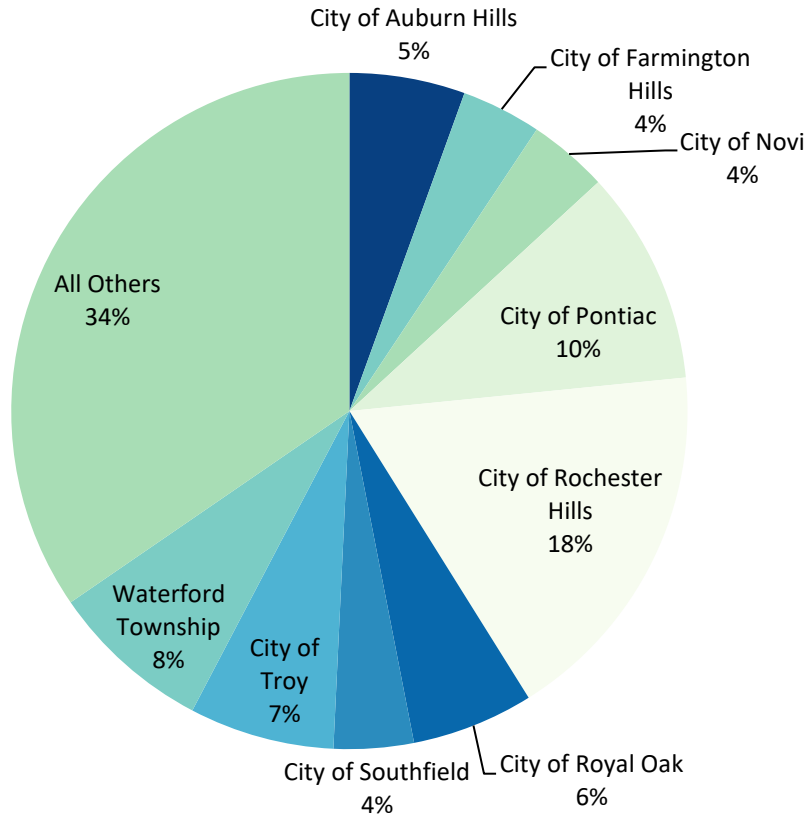 City of Auburn Hills
5%
City of Farmington
Hills
4%
City of Novi
4%
City of Pontiac
10%
City of Rochester
Hills
18%
City of Royal Oak
6%
City of Southfield
4%
City of
Troy
7%
Waterford
Township
8%
All Others
34%